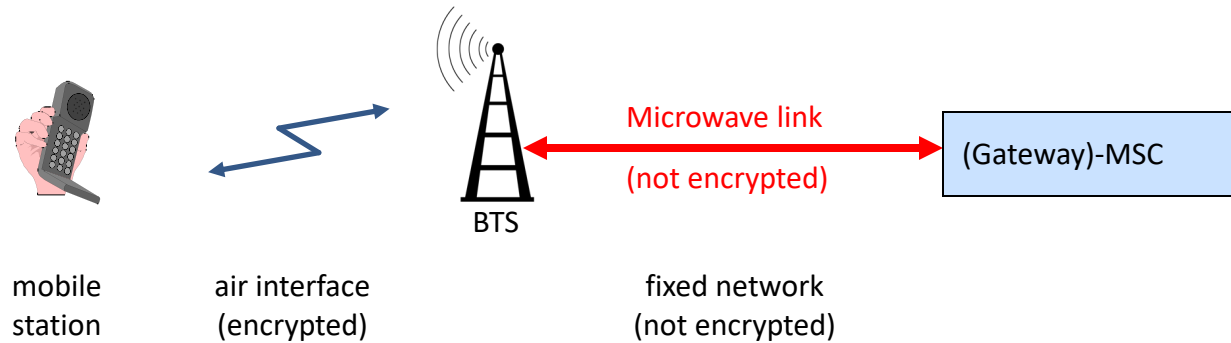 Microwave link
(not encrypted)
(Gateway)-MSC
BTS
mobile
station
air interface
(encrypted)
fixed network
(not encrypted)